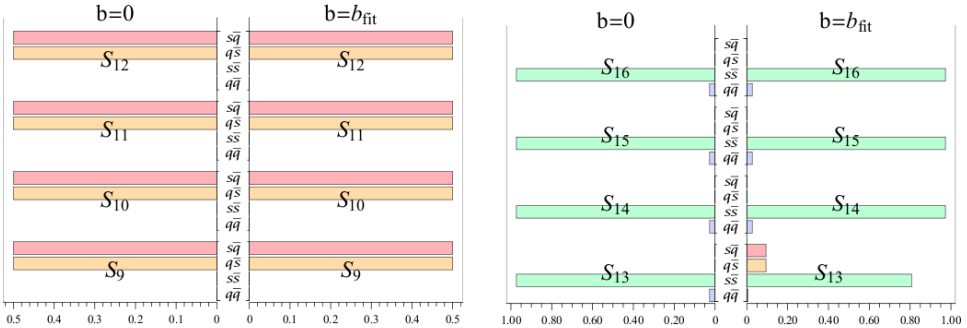 b=0 b=b_fit
sq̅
qs̅
S₁₂ ss̅ S₁₂
qq̅
sq̅
qs̅
S₁₁ ss̅ S₁₁
qq̅
sq̅
qs̅
S₁₀ ss̅ S₁₀
qq̅
sq̅
qs̅
S₉ ss̅ S₉
qq̅
0.5 0.4 0.3 0.2 0.1 0 0 0.1 0.2 0.3 0.4 0.5
b=0 b=b_fit
sq̅
qs̅
S₁₆ ss̅ S₁₆
qq̅
sq̅
qs̅
S₁₅ ss̅ S₁₅
qq̅
sq̅
qs̅
S₁₄ ss̅ S₁₄
qq̅
sq̅
qs̅
S₁₃ ss̅ S₁₃
qq̅
1.00 0.80 0.60 0.40 0.20 0 0 0.20 0.40 0.60 0.80 1.00